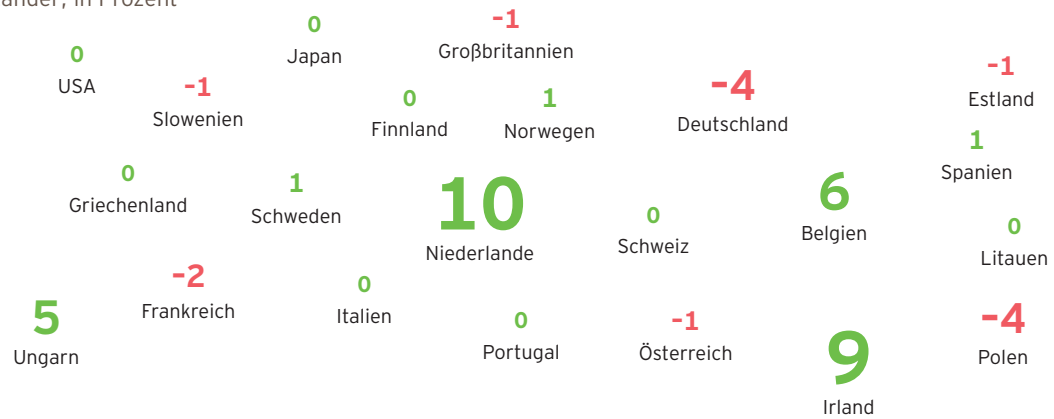 in Prozent
0
Japan
-1
Großbritannien
0
USA
-1
Slowenien
0
Finnland
1
Norwegen
-4
Deutschland
-1
Estland
1
Spanien
0
Griechenland
1
Schweden
10
Niederlande
0
Schweiz
6
Belgien
0
Litauen
-2
Frankreich
0
Italien
5
Ungarn
0
Portugal
-1
Österreich
9
Irland
-4
Polen